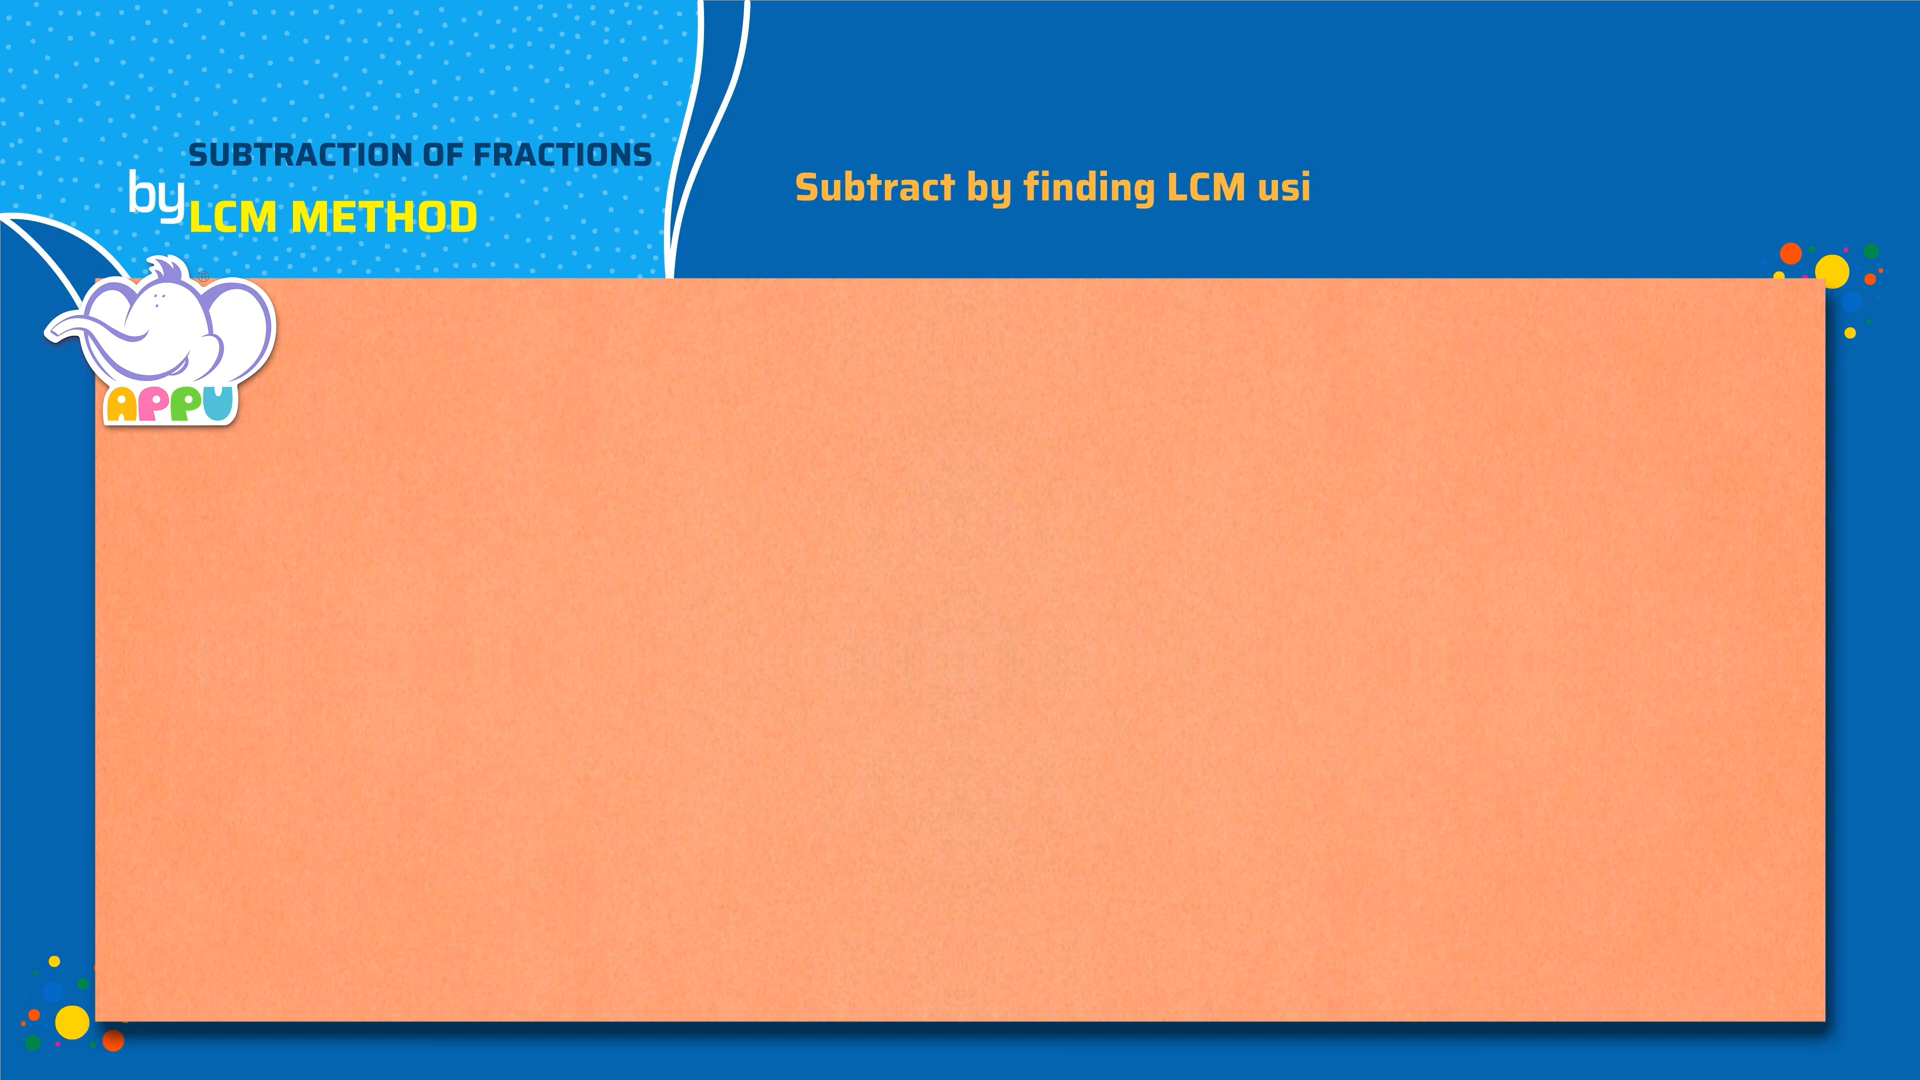 SUBTRACTION OF FRACTIONS
by LCM METHOD
Subtract by finding LCM usi
®
APPU